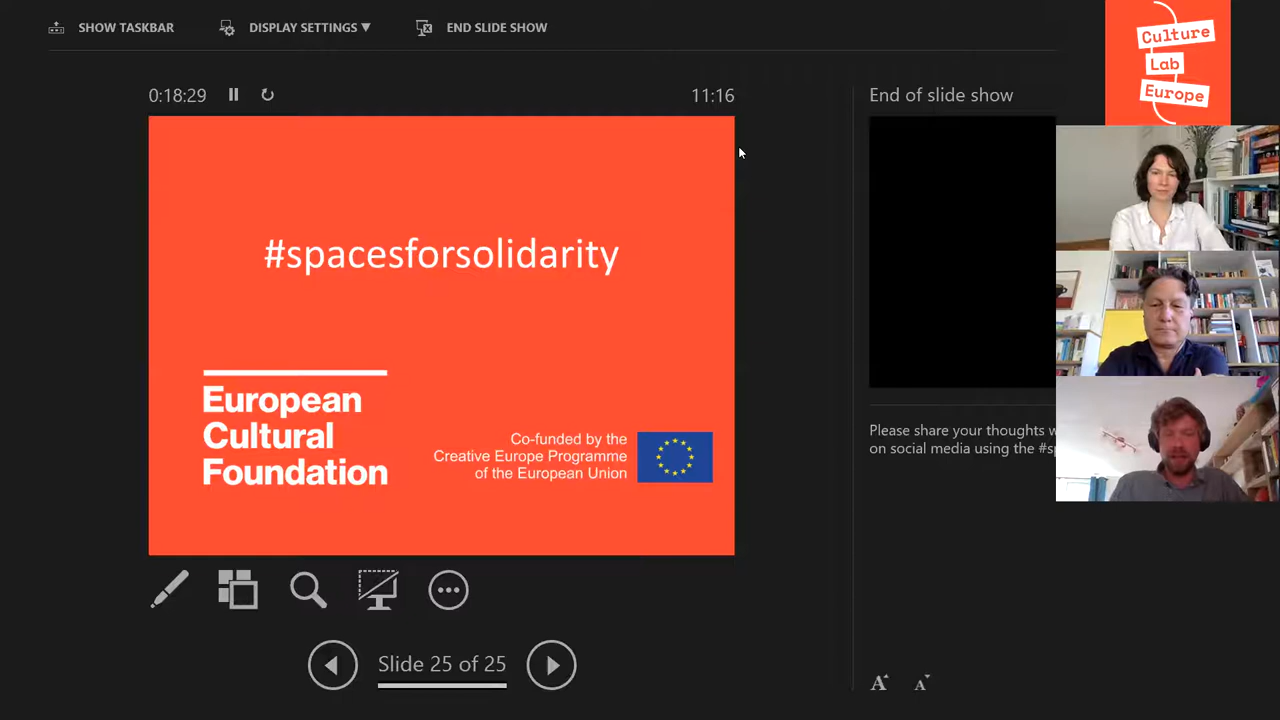 SHOW TASKBAR
DISPLAY SETTINGS ▼
END SLIDE SHOW
Culture
Lab
Europe
0:18:29
11:16
End of slide show
#spacesforsolidarity
European
Cultural
Foundation
Co-funded by the
Creative Europe Programme
of the European Union
Please share your thoughts
on social media using the
Slide 25 of 25
A
A